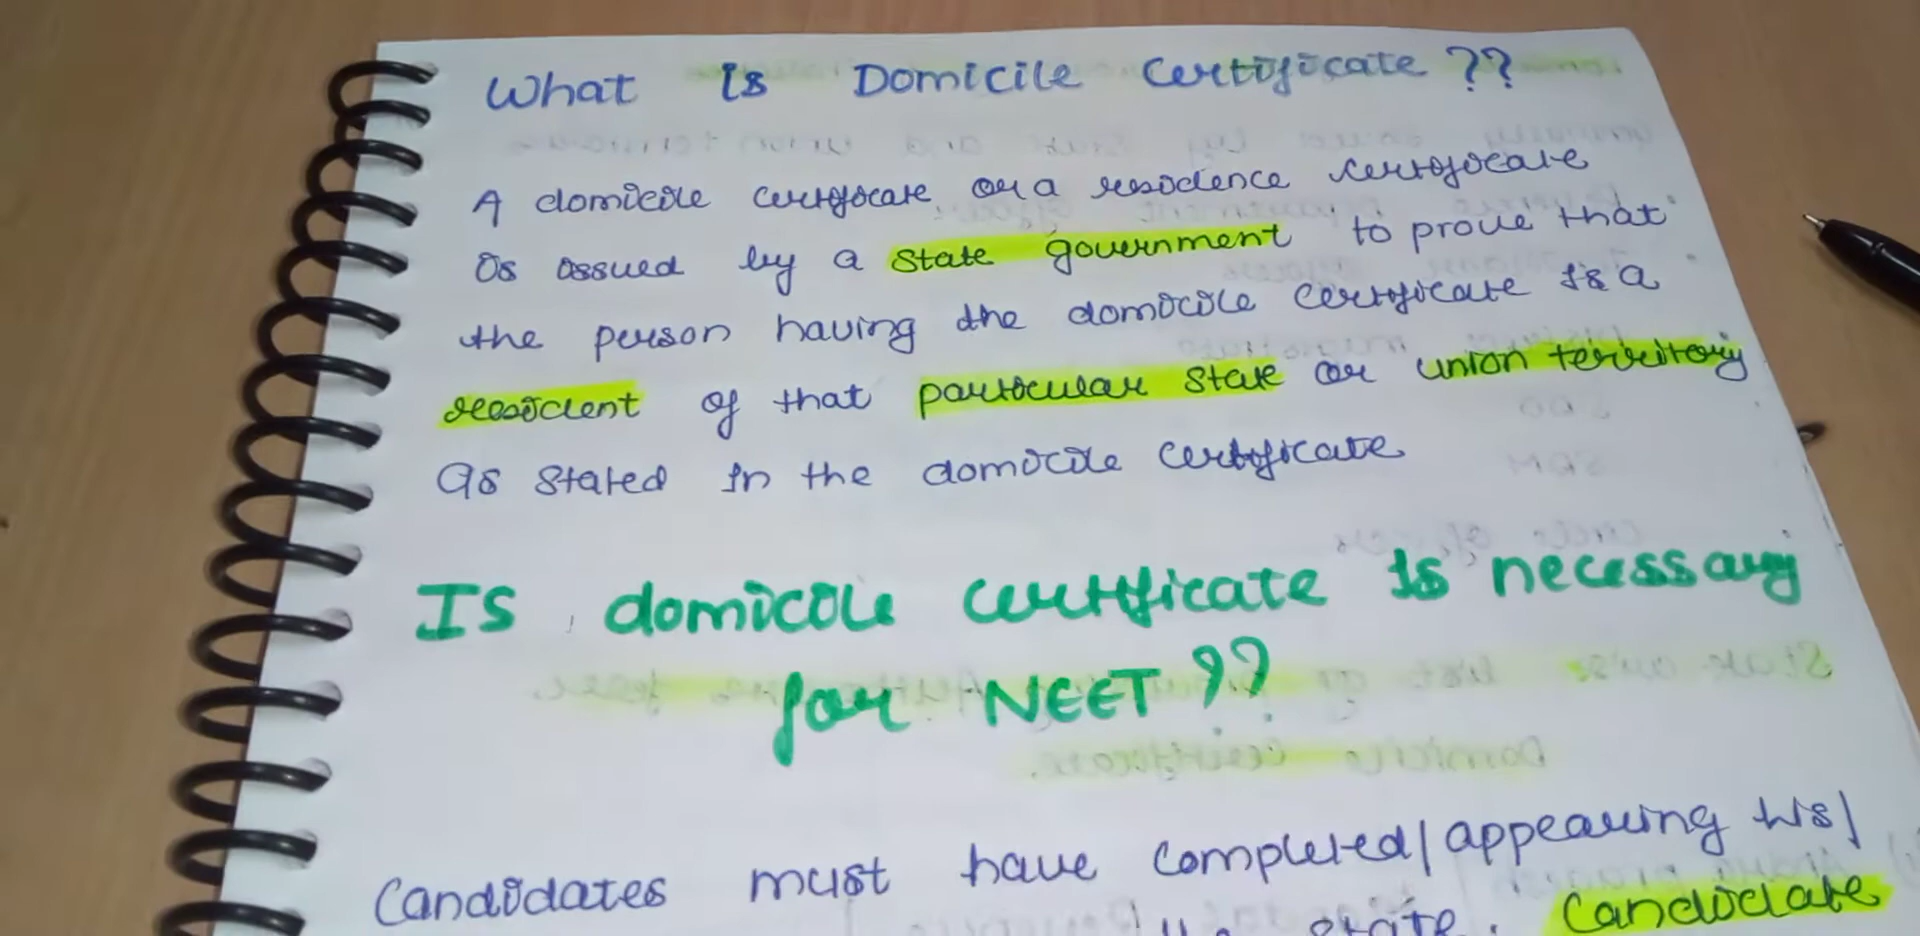 What Is Domicile Certificate ??
A domicile certificate or a residence certificate
is issued by a state government to prove that
the person having the domicile certificate is a
resident of that particular state or union territory
as stated in the domicile certificate
Is domicile certificate is necessary
for NEET ??
Candidates must have completed/appearing his/
state. Candidate